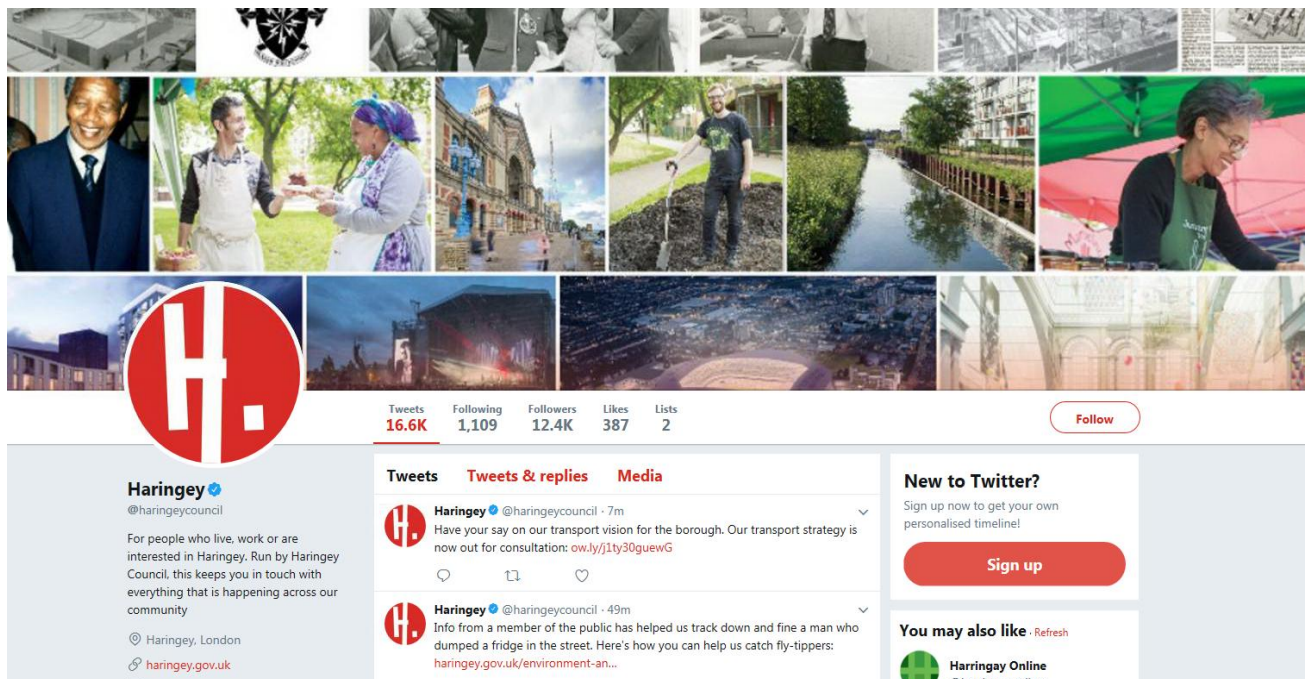 H.
Tweets
16.6K
Following
1,109
Followers
12.4K
Likes
387
Lists
2
Follow
Haringey
@haringeycouncil
For people who live, work or are
interested in Haringey. Run by Haringey
Council, this keeps you in touch with
everything that is happening across our
community
Haringey, London
haringey.gov.uk
Tweets Tweets & replies Media
H.
Haringey @haringeycouncil · 7m
Have your say on our transport vision for the borough. Our transport strategy is
now out for consultation: ow.ly/j1ty30guewG
H.
Haringey @haringeycouncil · 49m
Info from a member of the public has helped us track down and fine a man who
dumped a fridge in the street. Here's how you can help us catch fly-tippers:
haringey.gov.uk/environment-an...
New to Twitter?
Sign up now to get your own
personalised timeline!
Sign up
You may also like · Refresh
Harringay Online